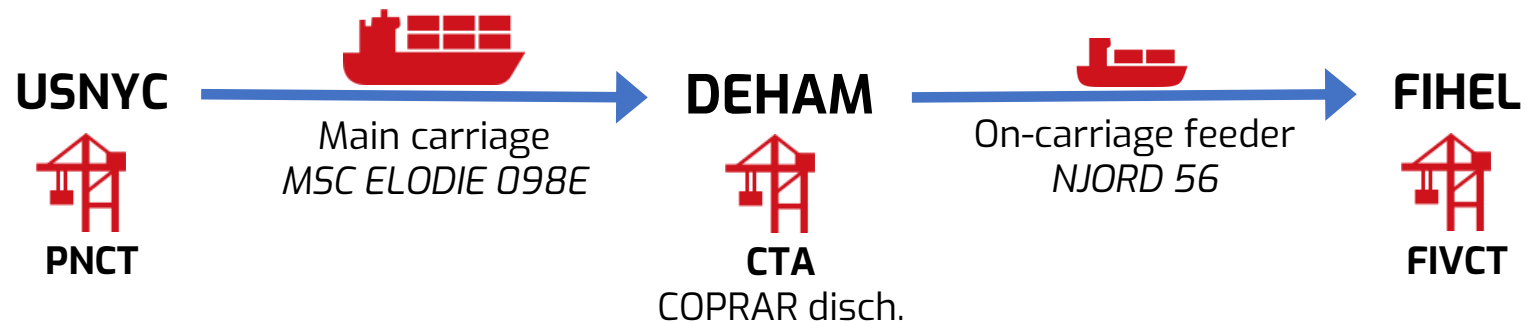 USNYC
PNCT
Main carriage
MSC ELODIE 098E
DEHAM
CTA
COPRAR disch.
On-carriage feeder
NJORD 56
FIHEL
FIVCT